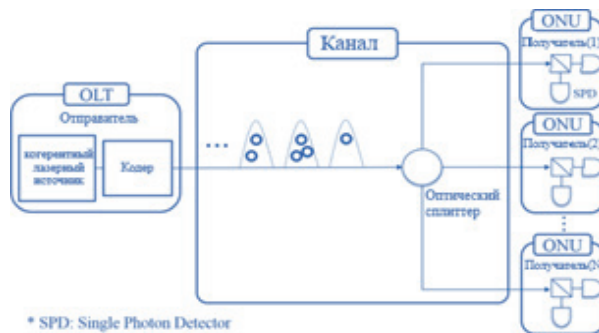 OLT
Отправитель
когерентный
лазерный
источник
Кодер
Канал
...
Оптический
сплиттер
ONU
Получатель(1)
SPD
ONU
Получатель(2)
ONU
Получатель(N
* SPD: Single Photon Detector